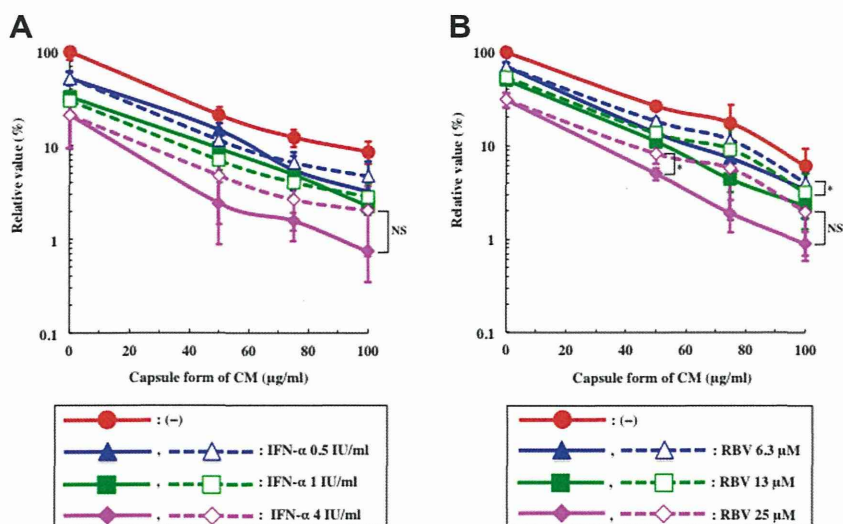 A
B
100
10
1
0.1
Relative value (%)
NS
0 20 40 60 80 100
Capsule form of CM (µg/ml)
: (−)
, : IFN-α 0.5 IU/ml
, : IFN-α 1 IU/ml
, : IFN-α 4 IU/ml
100
10
1
0.1
Relative value (%)
*
*
NS
0 20 40 60 80 100
Capsule form of CM (µg/ml)
: (−)
, : RBV 6.3 µM
, : RBV 13 µM
, : RBV 25 µM